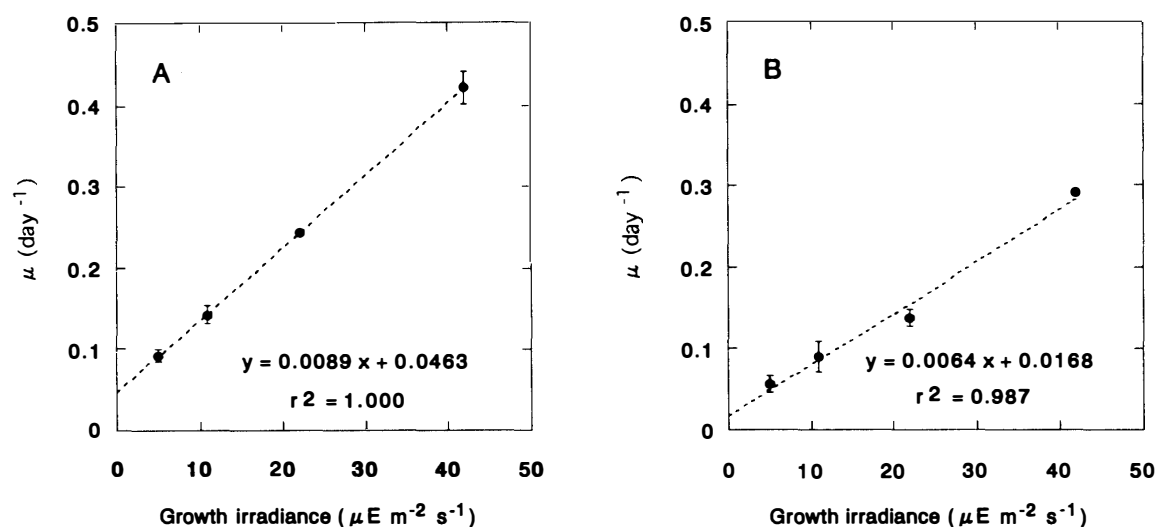 A
0.5
0.4
0.3
0.2
0.1
0
μ (day -1)
y = 0.0089 x + 0.0463
r 2 = 1.000
0 10 20 30 40 50
Growth irradiance ( μE m-2 s-1)
B
0.5
0.4
0.3
0.2
0.1
0
μ (day -1)
y = 0.0064 x + 0.0168
r 2 = 0.987
0 10 20 30 40 50
Growth irradiance ( μE m-2 s-1)